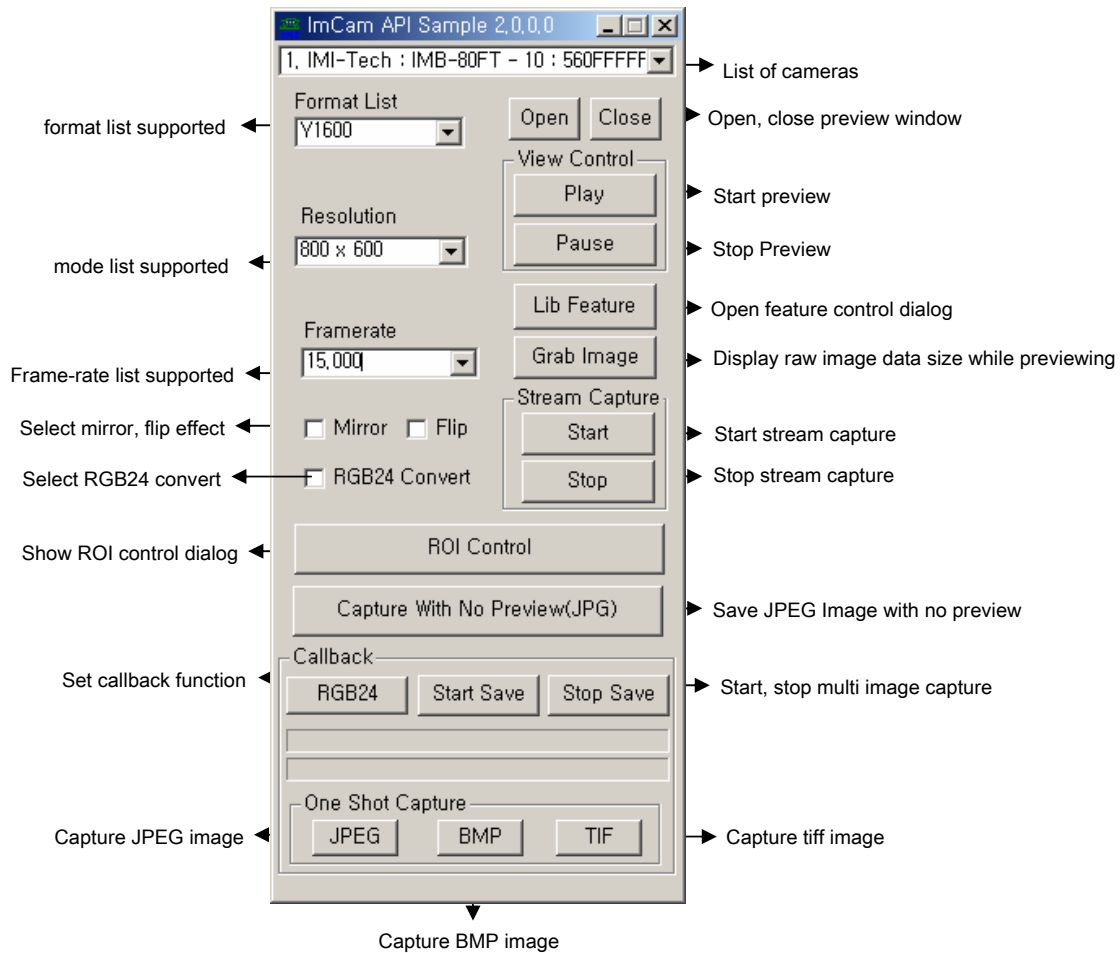 ImCam API Sample 2,0,0,0
1, IMI-Tech : IMB-80FT - 10 : 560FFFFF
List of cameras
Format List
format list supported
Y1600
Open
Close
Open, close preview window
View Control
Play
Start preview
Resolution
800 x 600
mode list supported
Pause
Stop Preview
Lib Feature
Open feature control dialog
Framerate
15,000
Frame-rate list supported
Grab Image
Display raw image data size while previewing
Stream Capture
Select mirror, flip effect
Mirror
Flip
Start
Start stream capture
Select RGB24 convert
RGB24 Convert
Stop
Stop stream capture
Show ROI control dialog
ROI Control
Capture With No Preview(JPG)
Save JPEG Image with no preview
Callback
Set callback function
RGB24
Start Save
Stop Save
Start, stop multi image capture
One Shot Capture
Capture JPEG image
JPEG
BMP
TIF
Capture tiff image
Capture BMP image